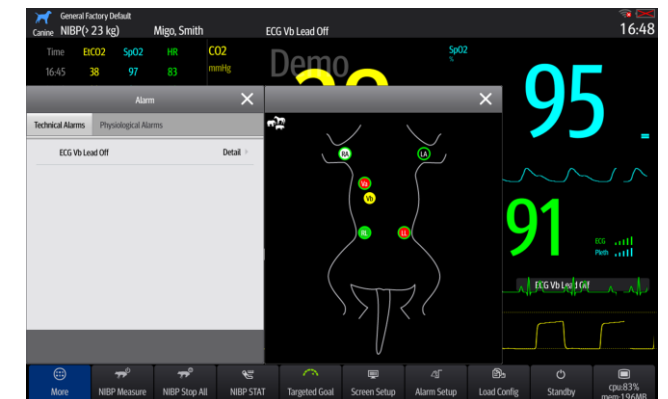 General Factory Default
Canine NIBP(> 23 kg) Migo, Smith ECG Vb Lead Off 16:48
Time EtCO2 SpO2 HR CO2
16:45 38 97 83 mmHg
Demo
SpO2
%
95
Alarm
Technical Alarms Physiological Alarms
ECG Vb Lead Off Detail >
RA LA
Va
Vb
RL LL
91
ECG
Pleth
ECG Vb Lead Off
More NIBP Measure NIBP Stop All NIBP STAT Targeted Goal Screen Setup Alarm Setup Load Config Standby cpu:83%
mem:196MB